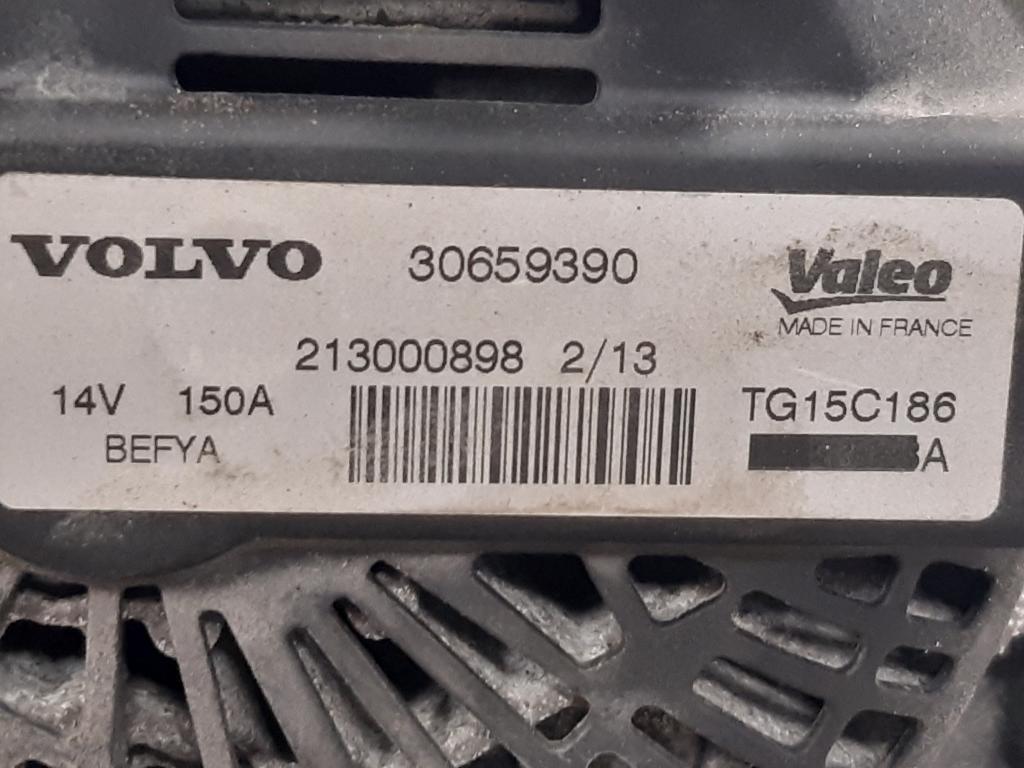 VOLVO 30659390 Valeo
MADE IN FRANCE
213000898 2/13
14V 150A TG15C186
BEFYA A